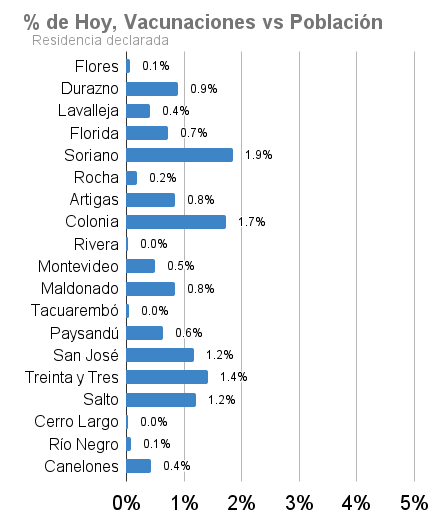 % de Hoy, Vacunaciones vs Población
Residencia declarada
Flores 0.1%
Durazno 0.9%
Lavalleja 0.4%
Florida 0.7%
Soriano 1.9%
Rocha 0.2%
Artigas 0.8%
Colonia 1.7%
Rivera 0.0%
Montevideo 0.5%
Maldonado 0.8%
Tacuarembó 0.0%
Paysandú 0.6%
San José 1.2%
Treinta y Tres 1.4%
Salto 1.2%
Cerro Largo 0.0%
Río Negro 0.1%
Canelones 0.4%
0% 1% 2% 3% 4% 5%